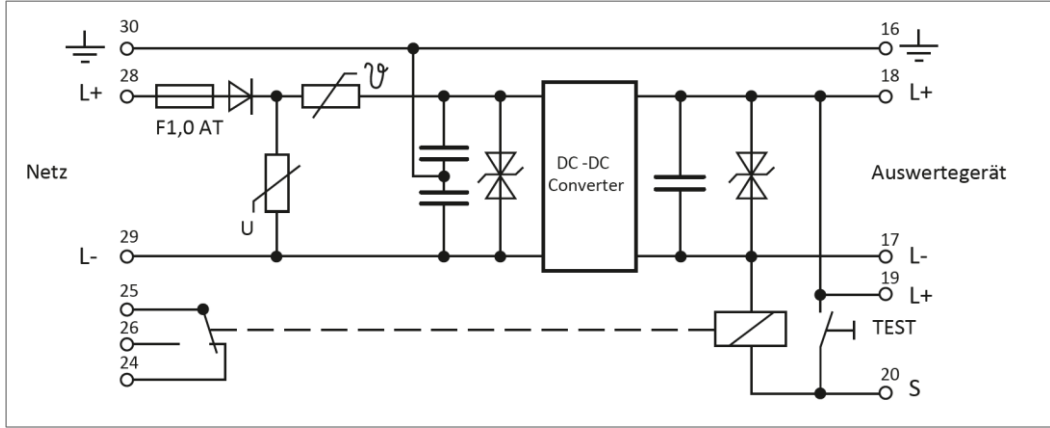 30
16
28
L+
ϑ
18
L+
F1,0 AT
Netz
DC -DC
Converter
Auswertegerät
U
29
L-
17
L-
25
19
L+
26
TEST
24
20
S